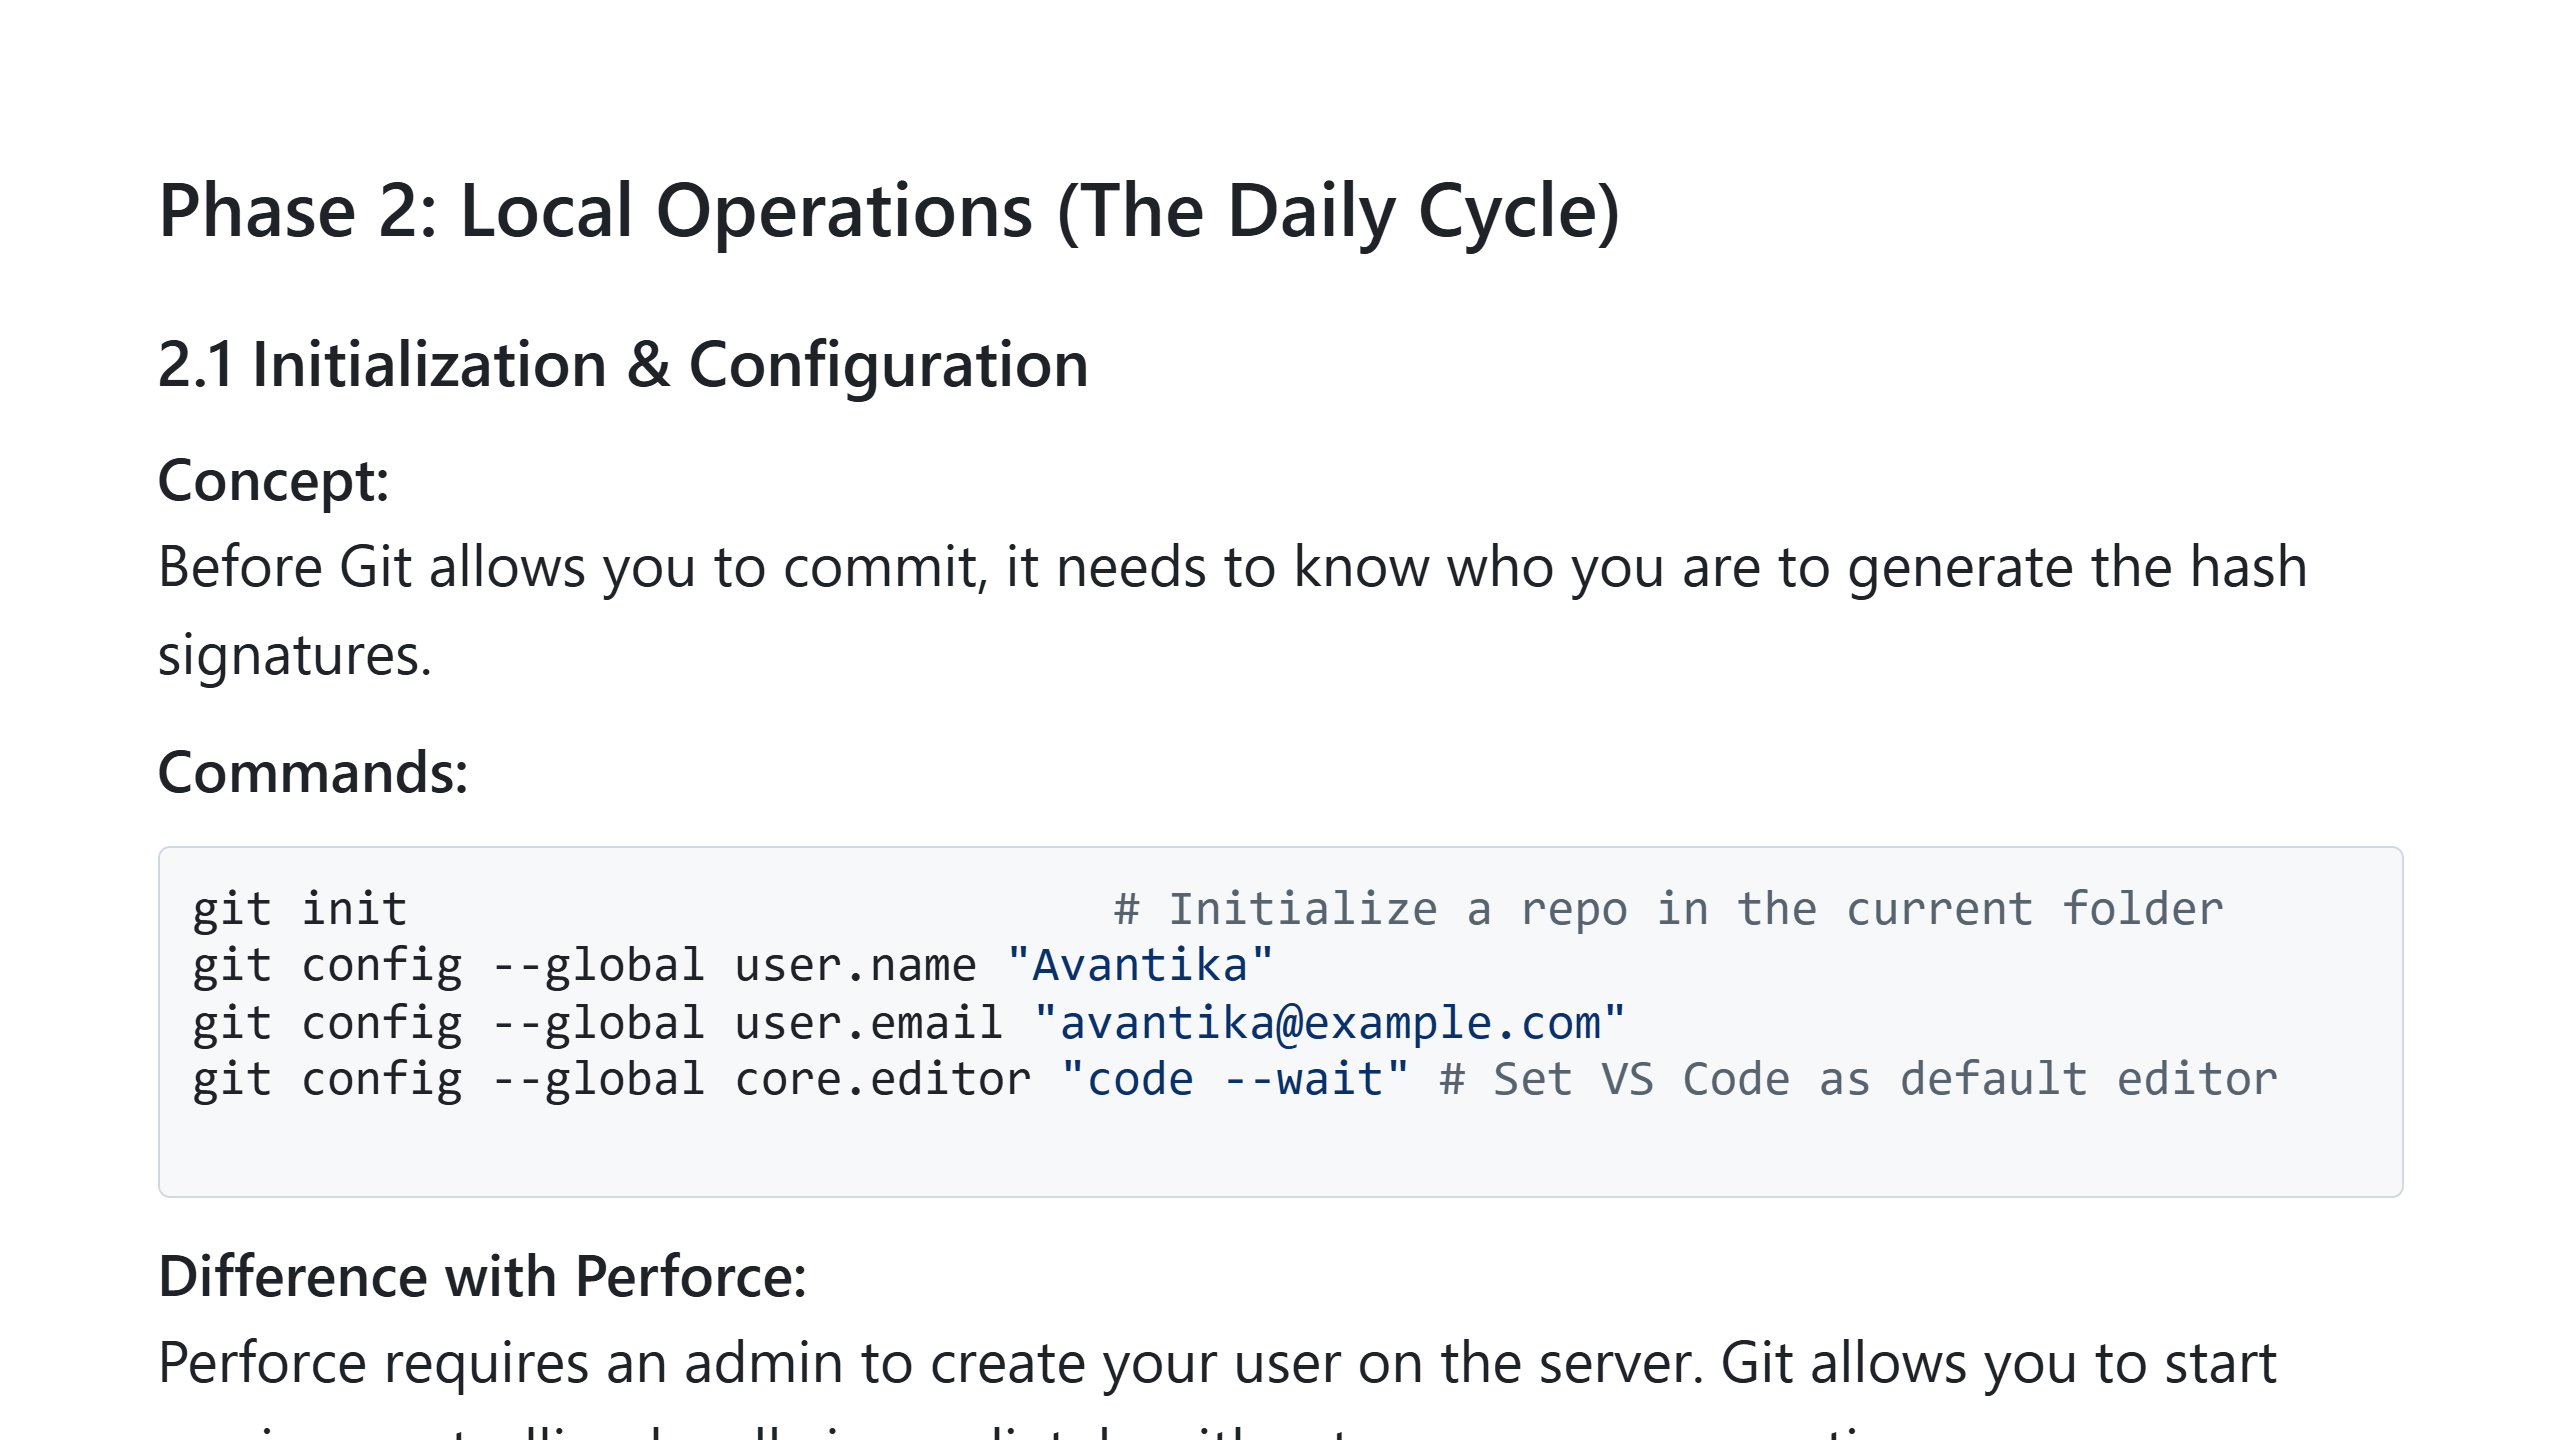 Phase 2: Local Operations (The Daily Cycle)
2.1 Initialization & Configuration
Concept:
Before Git allows you to commit, it needs to know who you are to generate the hash
signatures.
Commands:
git init                          # Initialize a repo in the current folder
git config --global user.name "Avantika"
git config --global user.email "avantika@example.com"
git config --global core.editor "code --wait" # Set VS Code as default editor
Difference with Perforce:
Perforce requires an admin to create your user on the server. Git allows you to start